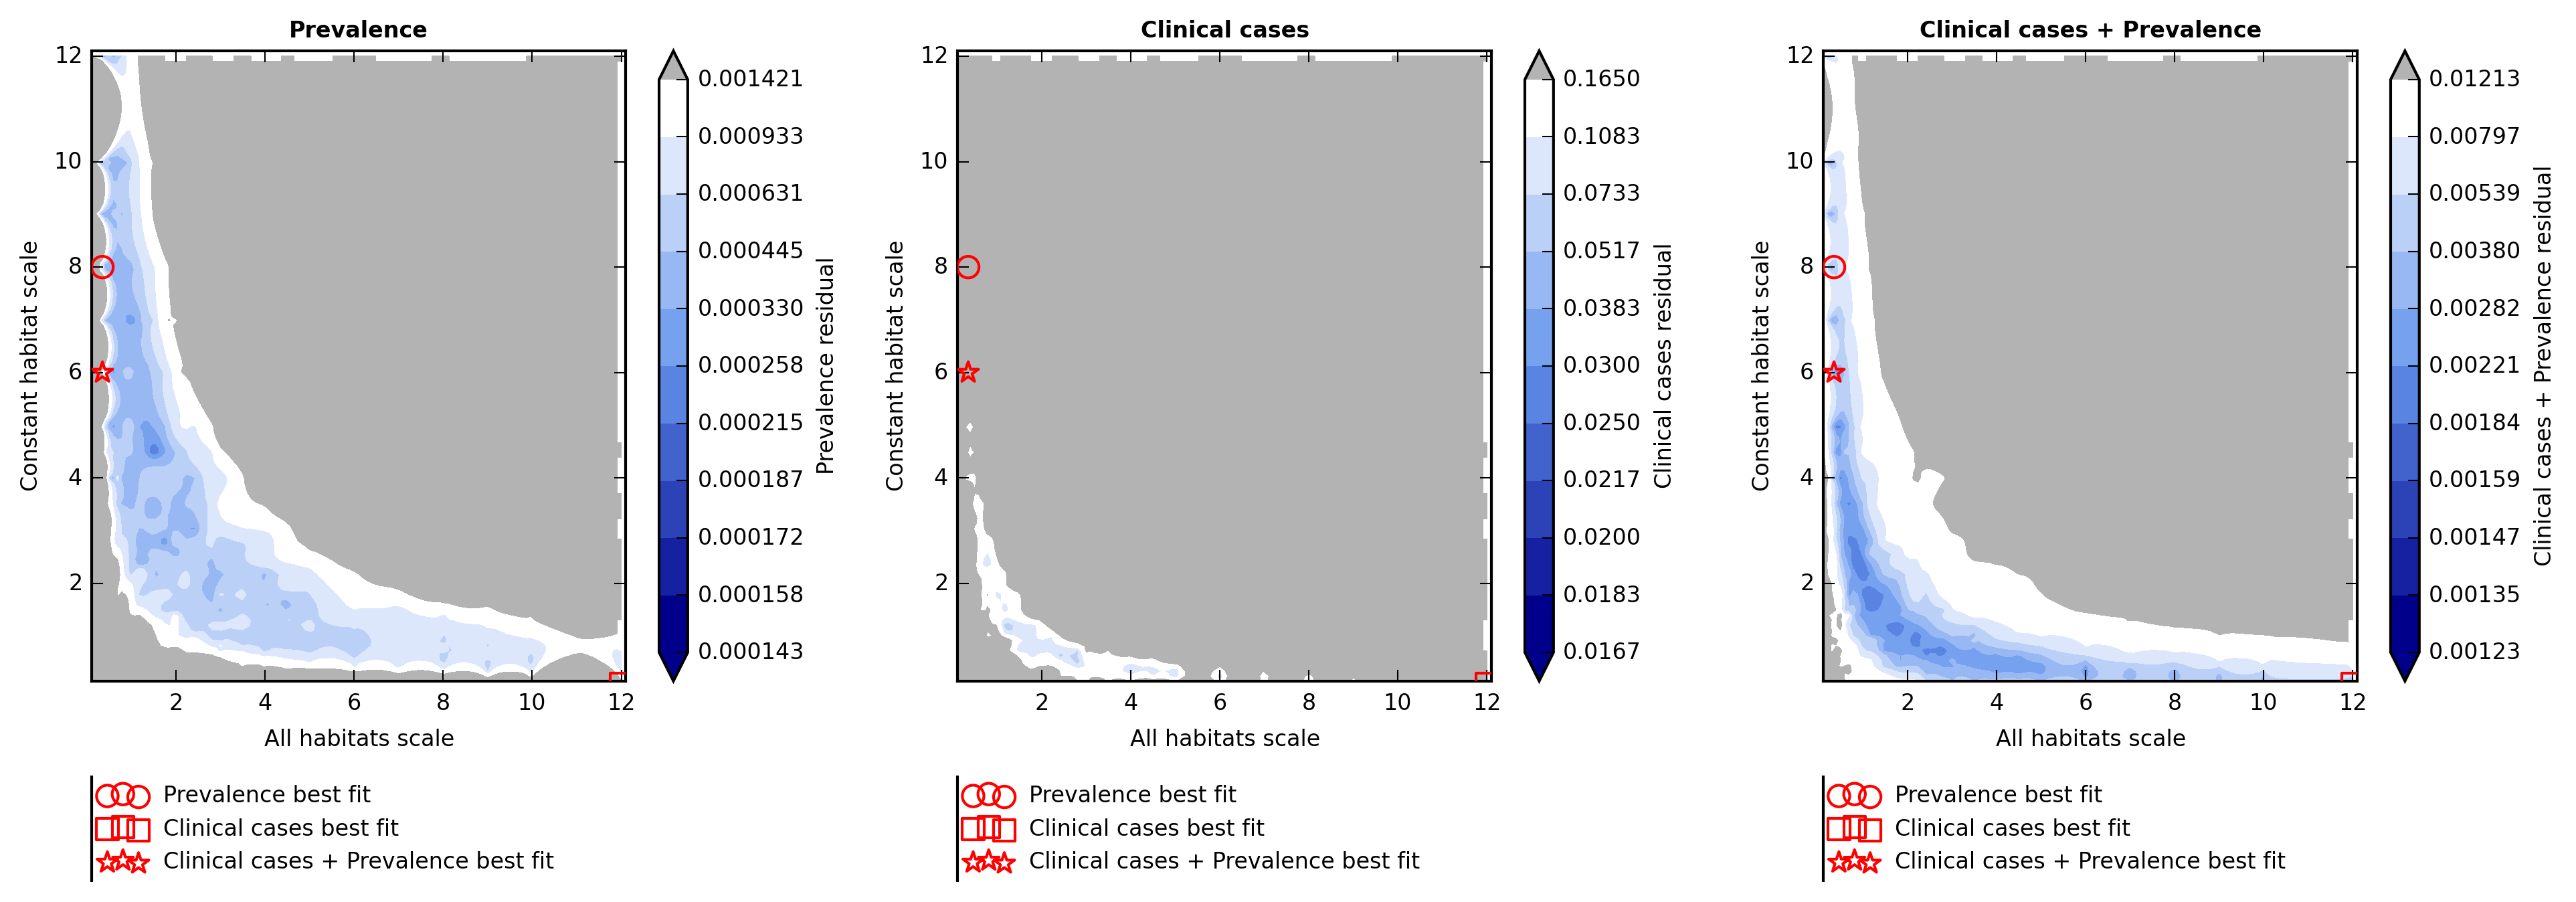 Prevalence
Constant habitat scale
12
10
8
6
4
2
2 4 6 8 10 12
All habitats scale
0.001421
0.000933
0.000631
0.000445
0.000330
0.000258
0.000215
0.000187
0.000172
0.000158
0.000143
Prevalence residual
Prevalence best fit
Clinical cases best fit
Clinical cases + Prevalence best fit
Clinical cases
Constant habitat scale
12
10
8
6
4
2
2 4 6 8 10 12
All habitats scale
0.1650
0.1083
0.0733
0.0517
0.0383
0.0300
0.0250
0.0217
0.0200
0.0183
0.0167
Clinical cases residual
Prevalence best fit
Clinical cases best fit
Clinical cases + Prevalence best fit
Clinical cases + Prevalence
Constant habitat scale
12
10
8
6
4
2
2 4 6 8 10 12
All habitats scale
0.01213
0.00797
0.00539
0.00380
0.00282
0.00221
0.00184
0.00159
0.00147
0.00135
0.00123
Clinical cases + Prevalence residual
Prevalence best fit
Clinical cases best fit
Clinical cases + Prevalence best fit